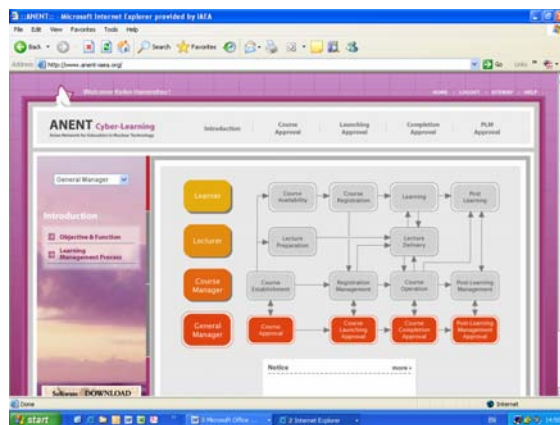 ::ANENT:: - Microsoft Internet Explorer provided by IAEA
File Edit View Favorites Tools Help
Back Search Favorites
Address http://www.anent-iaea.org/ Go Links
HOME | LOGOUT | SITEMAP | HELP
ANENT Cyber-Learning
Asian Network for Education in Nuclear Technology
Introduction
Course Approval
Launching Approval
Completion Approval
PLM Approval
General Manager
Introduction
Objective & Function
Learning Management Process
Learner
Course Availability
Course Registration
Learning
Post Learning
Lecturer
Lecture Preparation
Lecture Delivery
Course Manager
Course Establishment
Registration Management
Course Operation
Post-Learning Management
General Manager
Course Approval
Course Launching Approval
Course Completion Approval
Post-Learning Management Approval
Notice more
Software DOWNLOAD
Done Internet
start 3 Microsoft Office ... 2 Internet Explorer EN